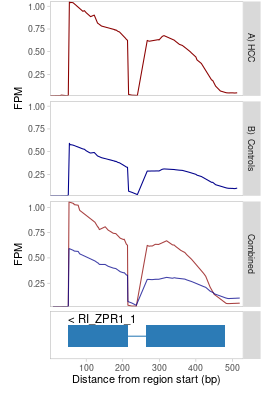 1.00
0.75
0.50
0.25
FPM
A) HCC
1.00
0.75
0.50
0.25
B) Controls
1.00
0.75
0.50
0.25
FPM
Combined
< RI_ZPR1_1
100 200 300 400 500
Distance from region start (bp)